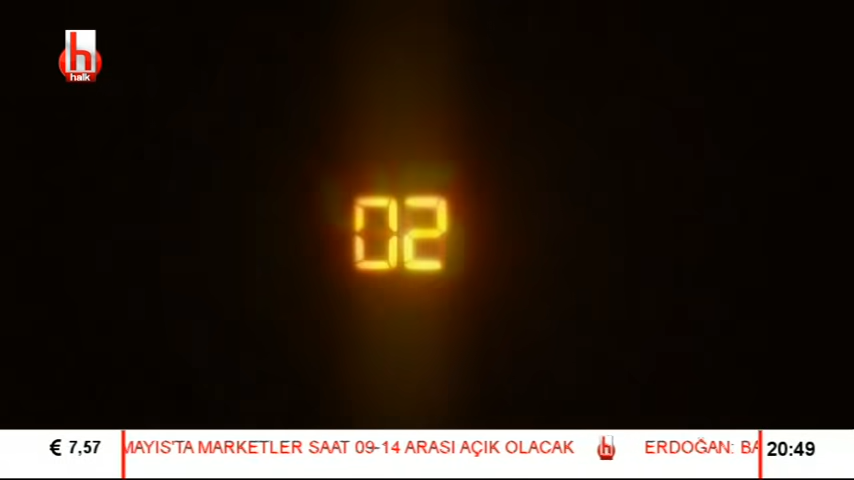 h
halk
02
€ 7,57
MAYIS'TA MARKETLER SAAT 09-14 ARASI AÇIK OLACAK h ERDOĞAN:
20:49